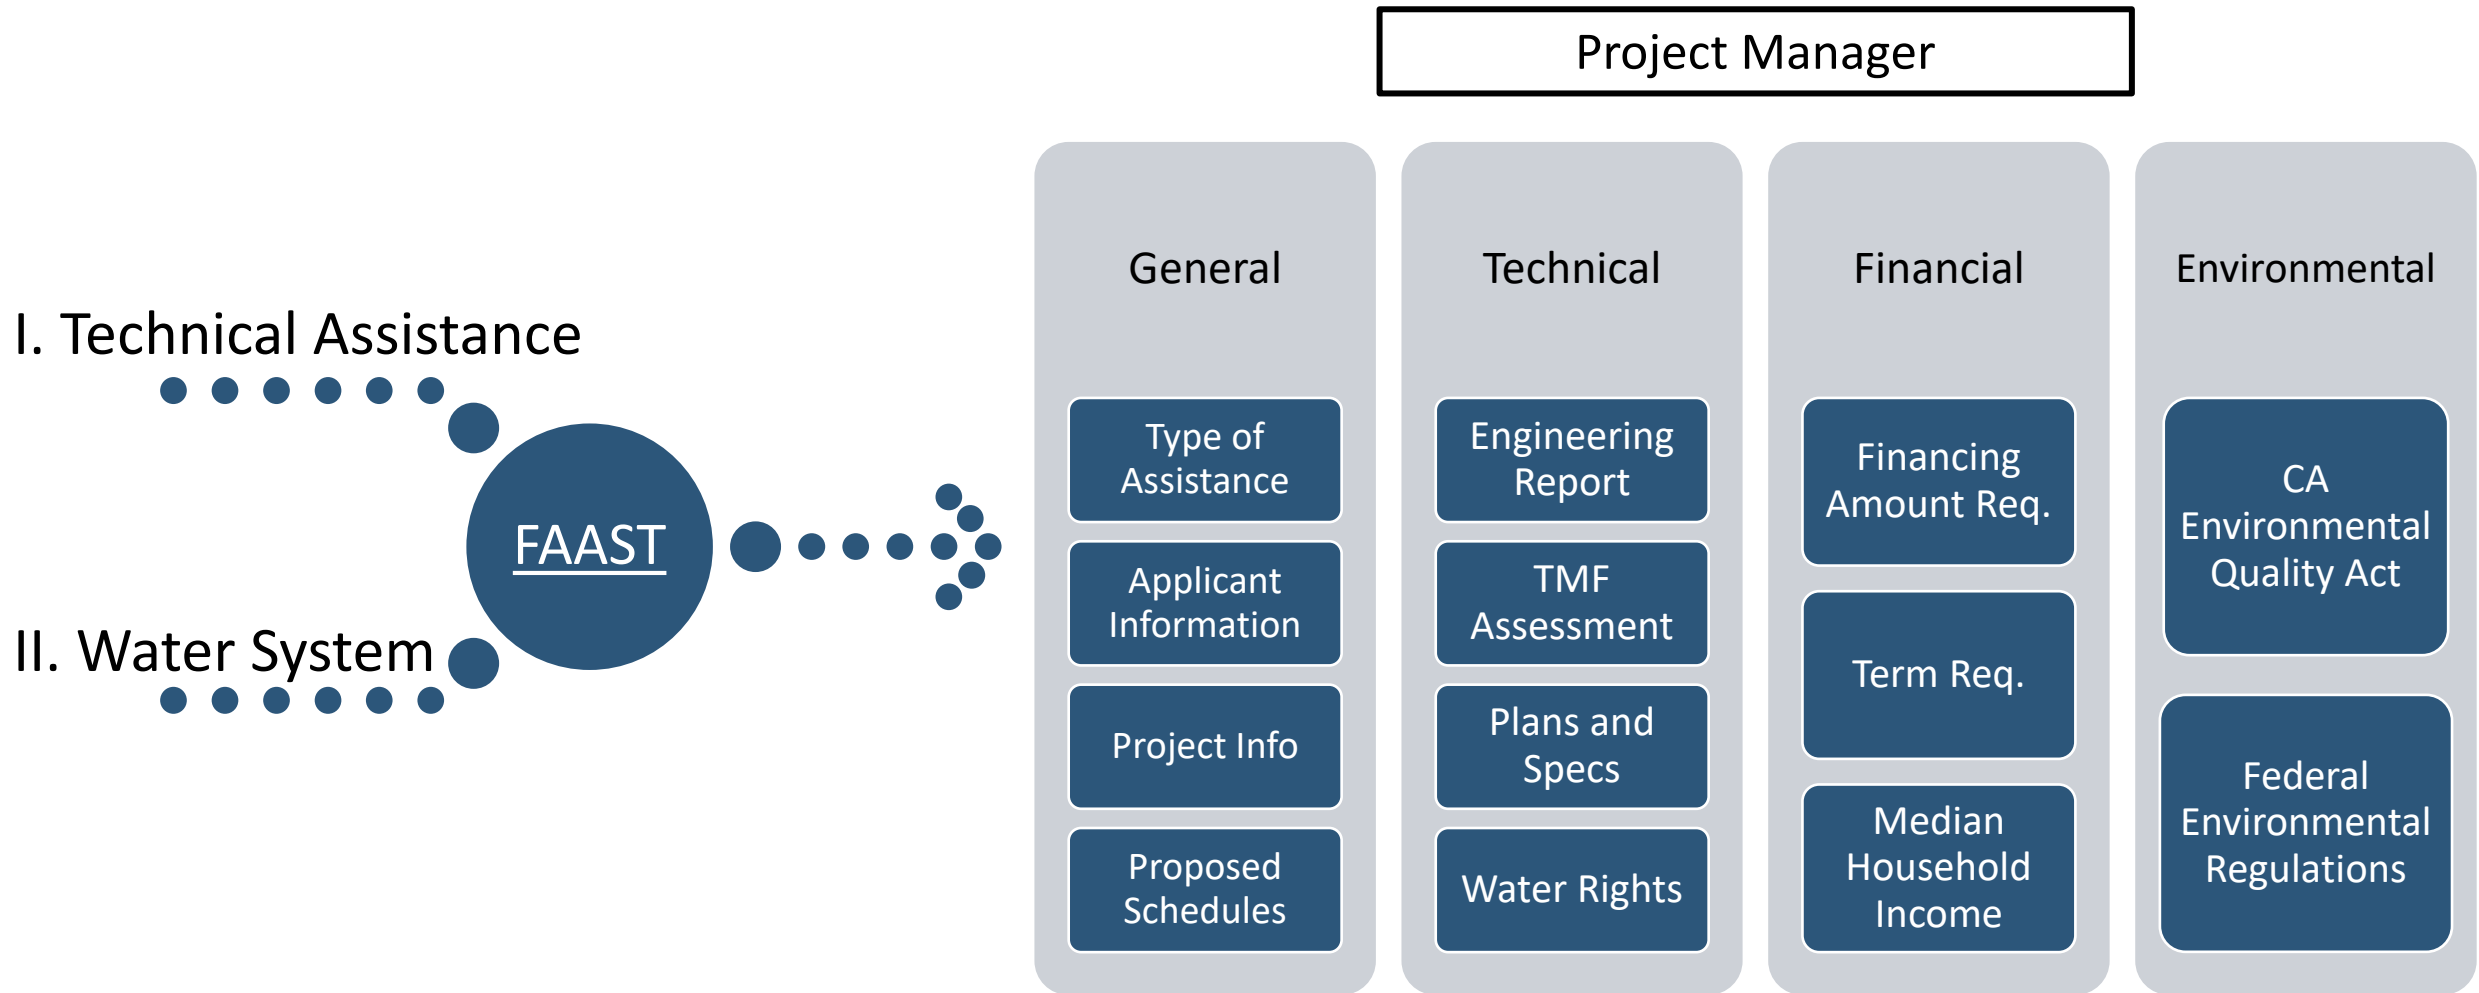 Project Manager
I. Technical Assistance
II. Water System
FAAST
General
Type of
Assistance
Applicant
Information
Project Info
Proposed
Schedules
Technical
Engineering
Report
TMF
Assessment
Plans and
Specs
Water Rights
Financial
Financing
Amount Req.
Term Req.
Median
Household
Income
Environmental
CA
Environmental
Quality Act
Federal
Environmental
Regulations